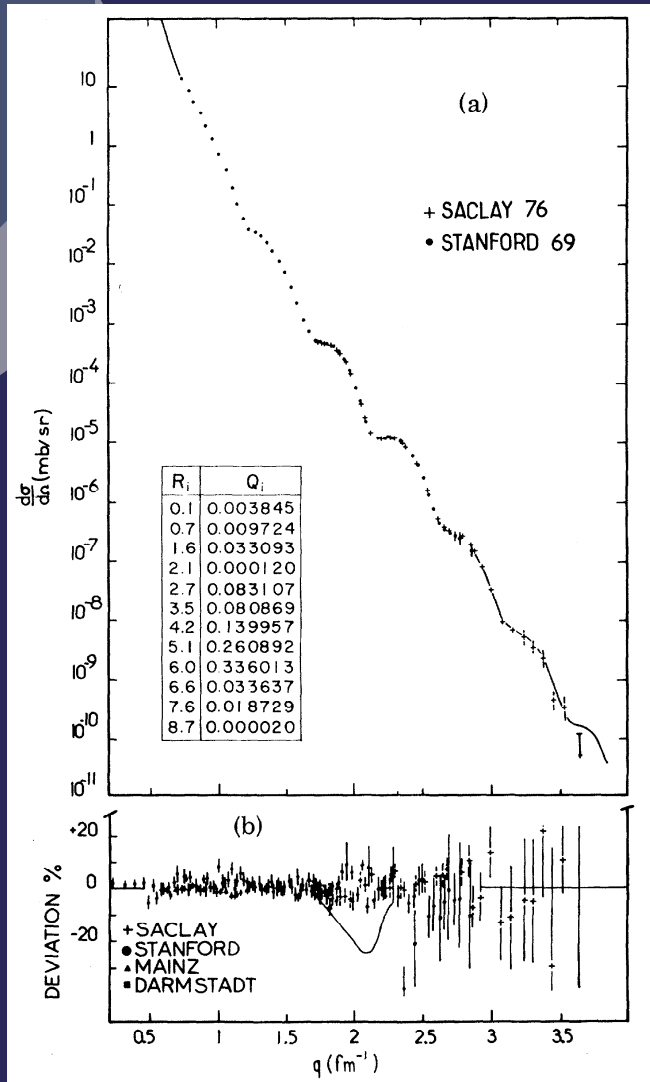 (a)
10
1
10⁻¹
10⁻²
10⁻³
10⁻⁴
10⁻⁵
10⁻⁶
10⁻⁷
10⁻⁸
10⁻⁹
10⁻¹⁰
10⁻¹¹
dσ/dΩ (mb/sr)
+ SACLAY 76
• STANFORD 69
Rᵢ Qᵢ
0.1 0.003845
0.7 0.009724
1.6 0.033093
2.1 0.000120
2.7 0.083107
3.5 0.080869
4.2 0.139957
5.1 0.260892
6.0 0.336013
6.6 0.033637
7.6 0.018729
8.7 0.000020
(b)
+20
0
-20
DEVIATION %
+SACLAY
●STANFORD
▲MAINZ
■DARMSTADT
0.5 1 1.5 2 2.5 3 3.5
q (fm⁻¹)